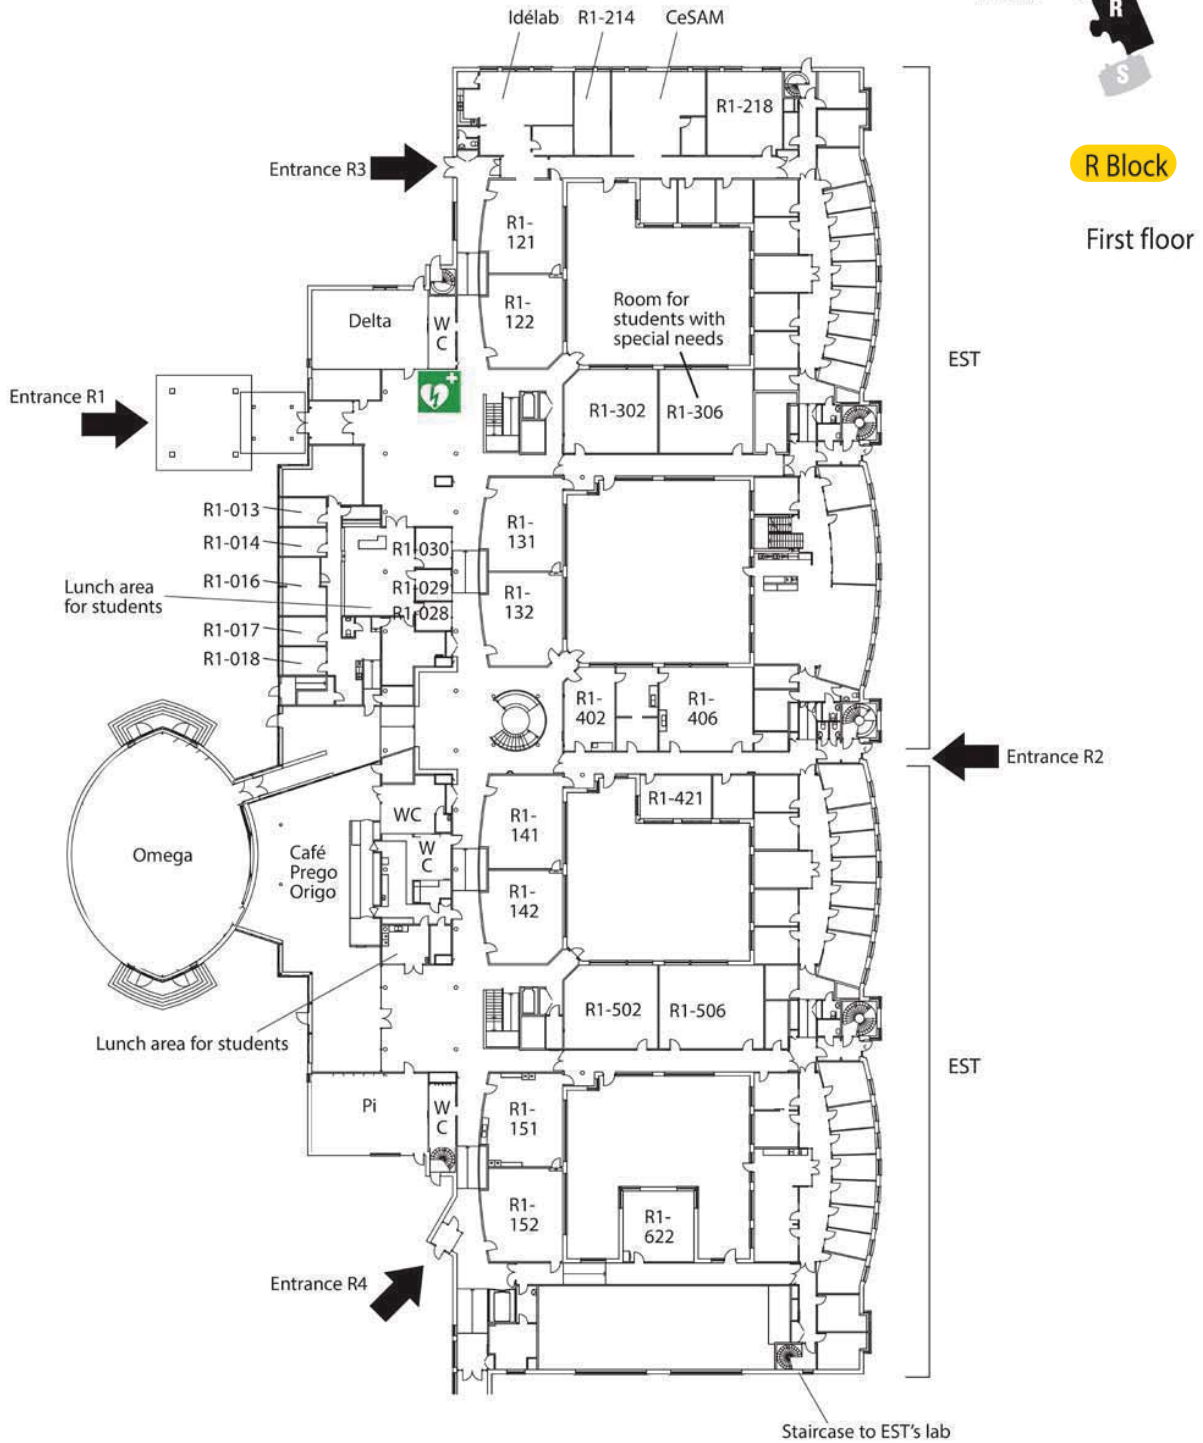 Idélab
R1-214
CeSAM
R
S
R1-218
Entrance R3
R Block
First floor
R1-
121
R1-
122
Delta
W
C
Room for
students with
special needs
EST
Entrance R1
R1-302
R1-306
R1-013
R1-014
R1-016
R1-017
R1-018
Lunch area
for students
R1-030
R1-029
R1-028
R1-
131
R1-
132
R1-
402
R1-
406
Entrance R2
R1-421
R1-
141
R1-
142
WC
W
C
Omega
Café
Prego
Origo
R1-502
R1-506
Lunch area for students
EST
Pi
W
C
R1-
151
R1-
152
R1-
622
Entrance R4
Staircase to EST's lab